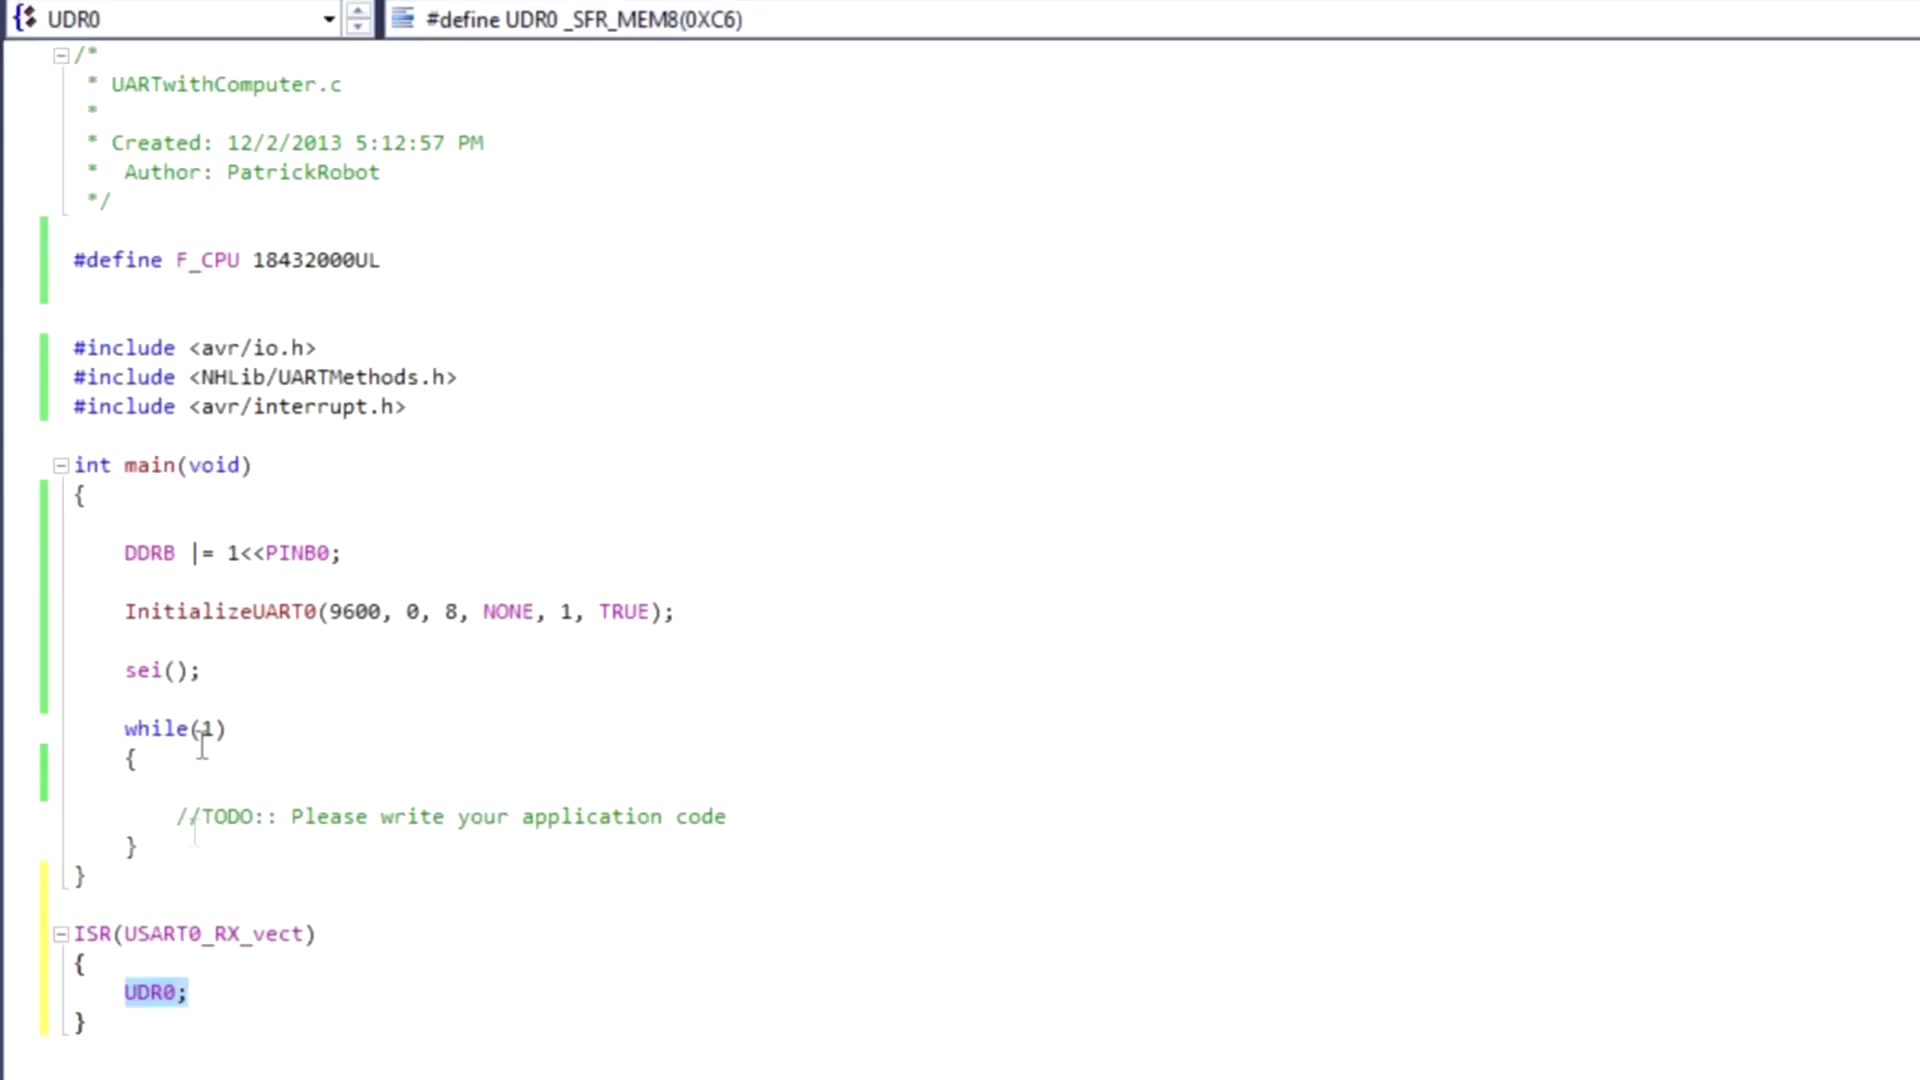 UDR0
#define UDR0 _SFR_MEM8(0XC6)
/*
* UARTwithComputer.c
*
* Created: 12/2/2013 5:12:57 PM
* Author: PatrickRobot
*/
#define F_CPU 18432000UL
#include <avr/io.h>
#include <NHLib/UARTMethods.h>
#include <avr/interrupt.h>
int main(void)
{
DDRB |= 1<<PINB0;
InitializeUART0(9600, 0, 8, NONE, 1, TRUE);
sei();
while(1)
{
//TODO:: Please write your application code
}
}
ISR(USART0_RX_vect)
{
UDR0;
}